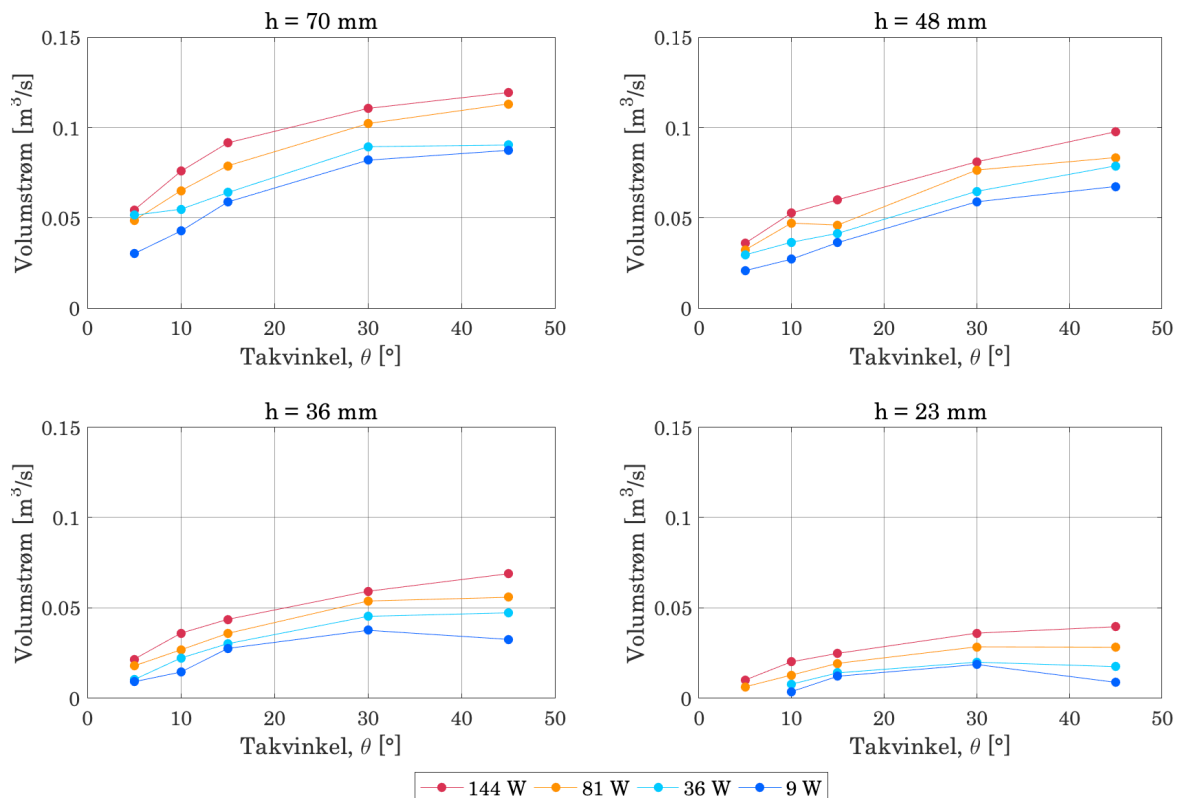 h = 70 mm
0.15
0.1
0.05
0
Volumstrøm [m³/s]
0 10 20 30 40 50
Takvinkel, θ [°]
h = 48 mm
0.15
0.1
0.05
0
Volumstrøm [m³/s]
0 10 20 30 40 50
Takvinkel, θ [°]
h = 36 mm
0.15
0.1
0.05
0
Volumstrøm [m³/s]
0 10 20 30 40 50
Takvinkel, θ [°]
h = 23 mm
0.15
0.1
0.05
0
Volumstrøm [m³/s]
0 10 20 30 40 50
Takvinkel, θ [°]
144 W 81 W 36 W 9 W